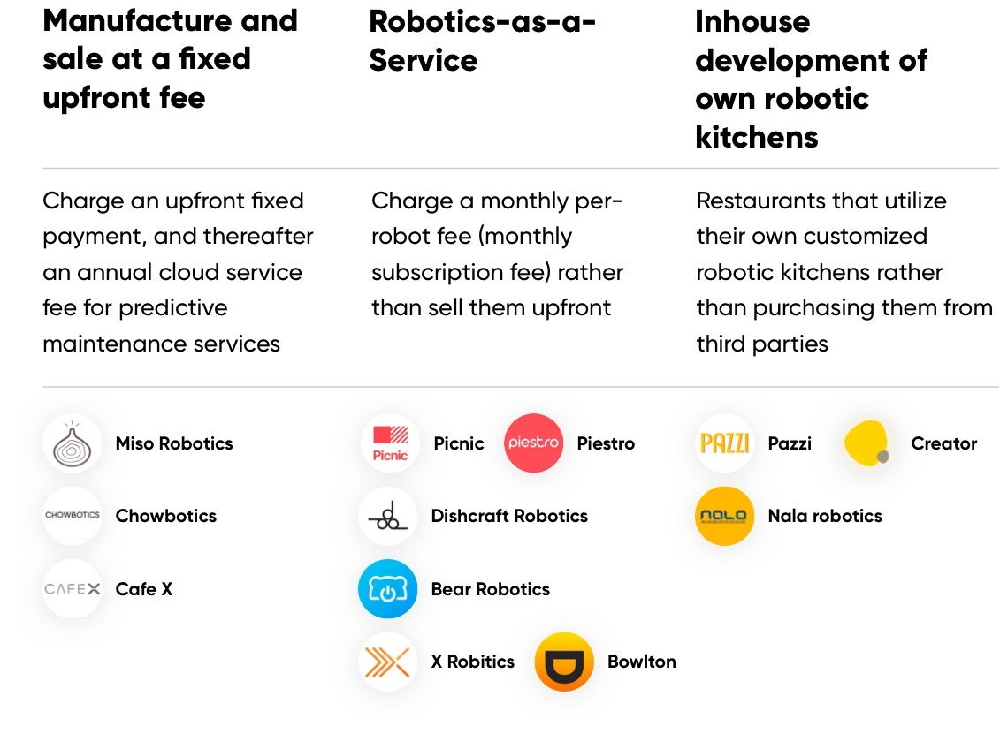 Manufacture and
sale at a fixed
upfront fee
Robotics-as-a-
Service
Inhouse
development of
own robotic
kitchens
Charge an upfront fixed
payment, and thereafter
an annual cloud service
fee for predictive
maintenance services
Charge a monthly per-
robot fee (monthly
subscription fee) rather
than sell them upfront
Restaurants that utilize
their own customized
robotic kitchens rather
than purchasing them from
third parties
Miso Robotics
CHOWBOTICS Chowbotics
CAFEX Cafe X
Picnic Picnic piestro Piestro
Dishcraft Robotics
Bear Robotics
X Robitics Bowlton
PAZZI Pazzi Creator
nala Nala robotics